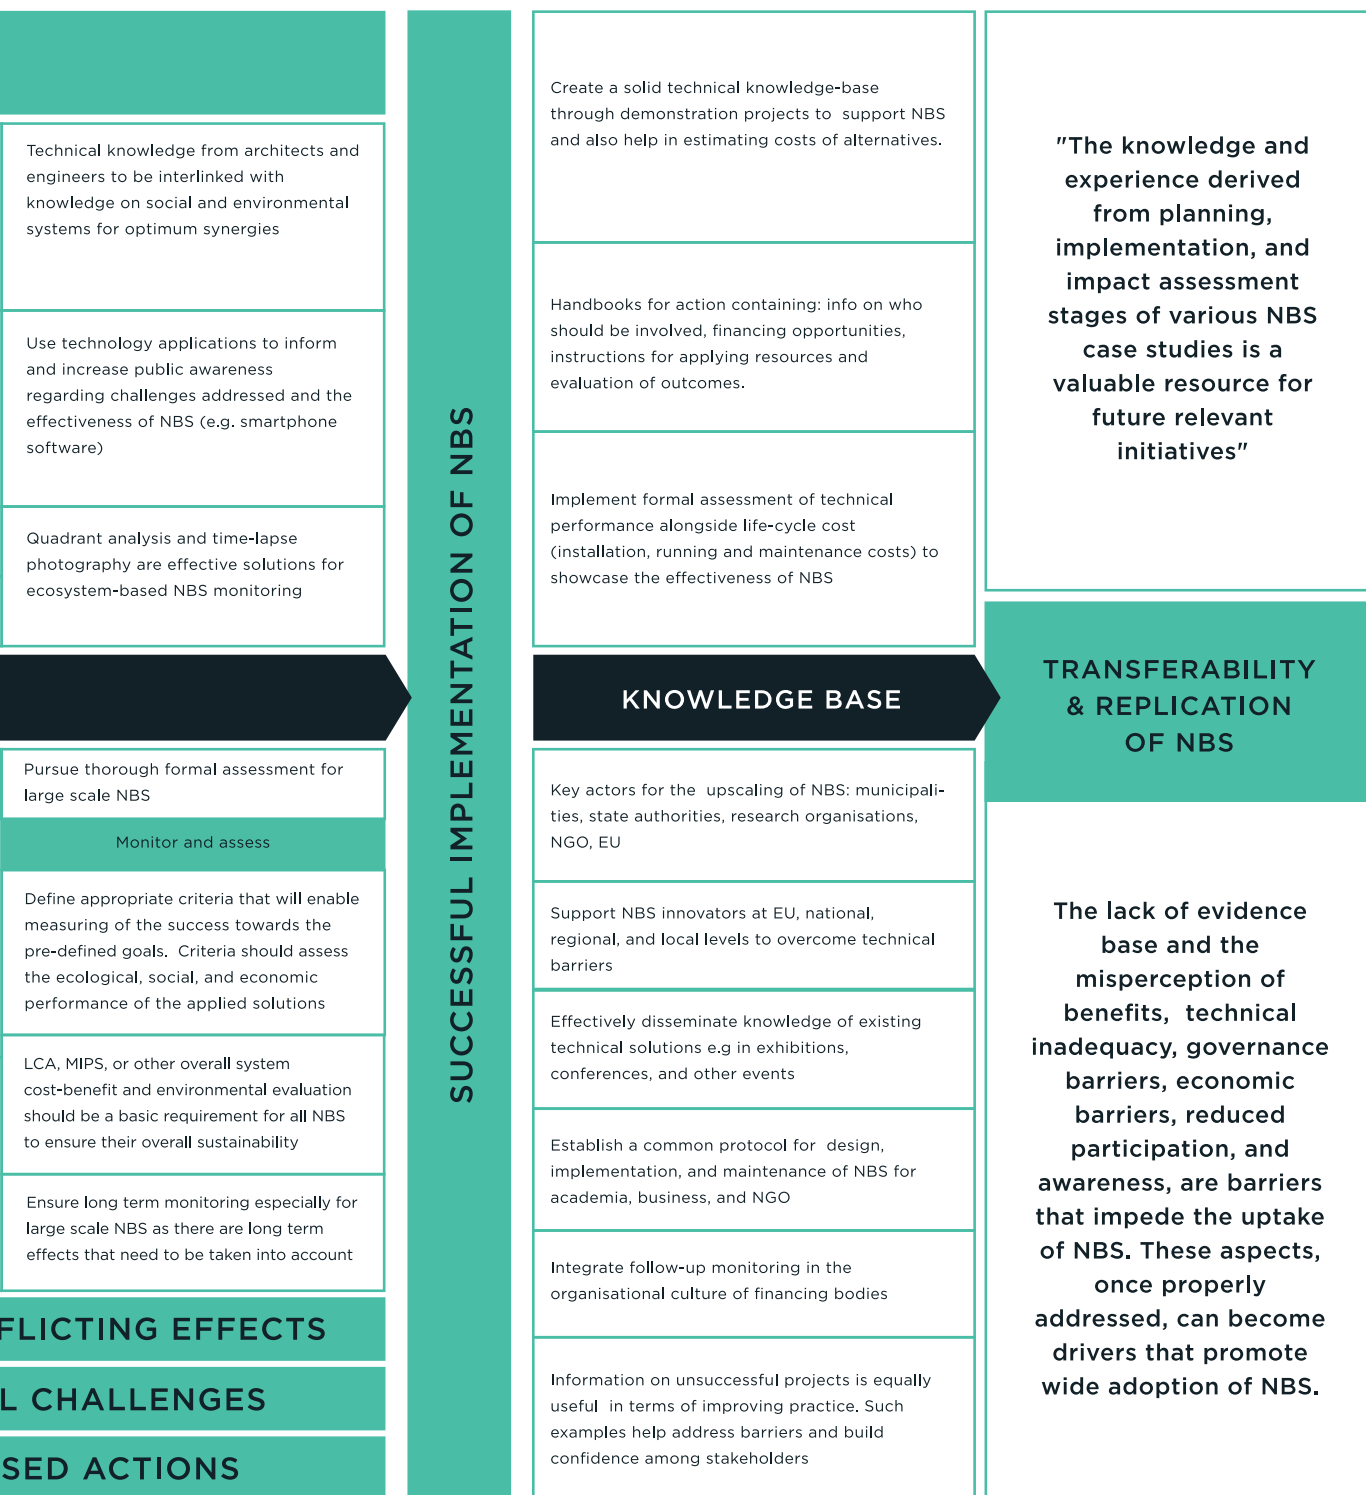 Technical knowledge from architects and
engineers to be interlinked with
knowledge on social and environmental
systems for optimum synergies
Use technology applications to inform
and increase public awareness
regarding challenges addressed and the
effectiveness of NBS (e.g. smartphone
software)
Quadrant analysis and time-lapse
photography are effective solutions for
ecosystem-based NBS monitoring
Pursue thorough formal assessment for
large scale NBS
Monitor and assess
Define appropriate criteria that will enable
measuring of the success towards the
pre-defined goals. Criteria should assess
the ecological, social, and economic
performance of the applied solutions
LCA, MIPS, or other overall system
cost-benefit and environmental evaluation
should be a basic requirement for all NBS
to ensure their overall sustainability
Ensure long term monitoring especially for
large scale NBS as there are long term
effects that need to be taken into account
FLICTING EFFECTS
L CHALLENGES
SED ACTIONS
SUCCESSFUL IMPLEMENTATION OF NBS
Create a solid technical knowledge-base
through demonstration projects to support NBS
and also help in estimating costs of alternatives.
Handbooks for action containing: info on who
should be involved, financing opportunities,
instructions for applying resources and
evaluation of outcomes.
Implement formal assessment of technical
performance alongside life-cycle cost
(installation, running and maintenance costs) to
showcase the effectiveness of NBS
KNOWLEDGE BASE
Key actors for the upscaling of NBS: municipali-
ties, state authorities, research organisations,
NGO, EU
Support NBS innovators at EU, national,
regional, and local levels to overcome technical
barriers
Effectively disseminate knowledge of existing
technical solutions e.g in exhibitions,
conferences, and other events
Establish a common protocol for design,
implementation, and maintenance of NBS for
academia, business, and NGO
Integrate follow-up monitoring in the
organisational culture of financing bodies
Information on unsuccessful projects is equally
useful in terms of improving practice. Such
examples help address barriers and build
confidence among stakeholders
"The knowledge and
experience derived
from planning,
implementation, and
impact assessment
stages of various NBS
case studies is a
valuable resource for
future relevant
initiatives"
TRANSFERABILITY
& REPLICATION
OF NBS
The lack of evidence
base and the
misperception of
benefits, technical
inadequacy, governance
barriers, economic
barriers, reduced
participation, and
awareness, are barriers
that impede the uptake
of NBS. These aspects,
once properly
addressed, can become
drivers that promote
wide adoption of NBS.